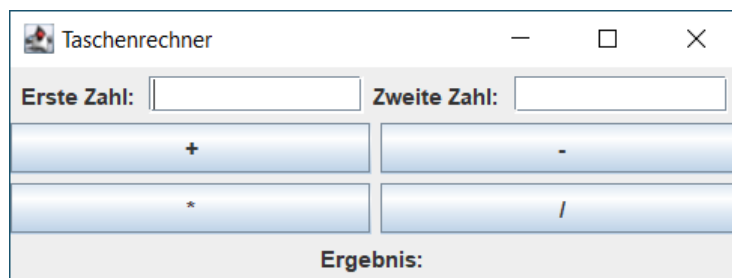 Taschenrechner
Erste Zahl: Zweite Zahl:
+ -
* /
Ergebnis: